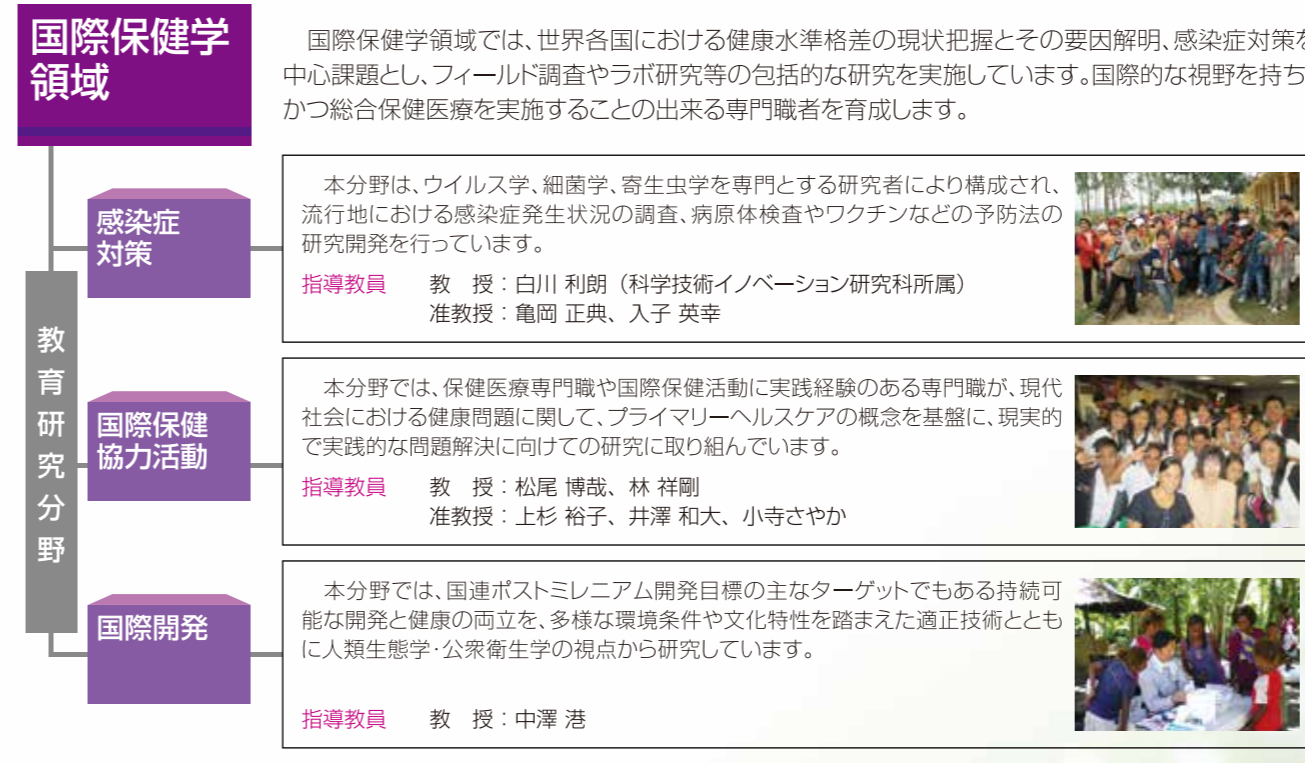 国際保健学
領域
国際保健学領域では、世界各国における健康水準格差の現状把握とその要因解明、感染症対策を
中心課題とし、フィールド調査やラボ研究等の包括的な研究を実施しています。国際的な視野を持ち
かつ総合保健医療を実施することの出来る専門職者を育成します。
教育研究分野
感染症
対策
本分野は、ウイルス学、細菌学、寄生虫学を専門とする研究者により構成され、
流行地における感染症発生状況の調査、病原体検査やワクチンなどの予防法の
研究開発を行っています。
指導教員 教 授：白川 利朗（科学技術イノベーション研究科所属）
准教授：亀岡 正典、入子 英幸
国際保健
協力活動
本分野では、保健医療専門職や国際保健活動に実践経験のある専門職が、現代
社会における健康問題に関して、プライマリーヘルスケアの概念を基盤に、現実的
で実践的な問題解決に向けての研究に取り組んでいます。
指導教員 教 授：松尾 博哉、林 祥剛
准教授：上杉 裕子、井澤 和大、小寺さやか
国際開発
本分野では、国連ポストミレニアム開発目標の主なターゲットでもある持続可
能な開発と健康の両立を、多様な環境条件や文化特性を踏まえた適正技術ととも
に人類生態学・公衆衛生学の視点から研究しています。
指導教員 教 授：中澤 港